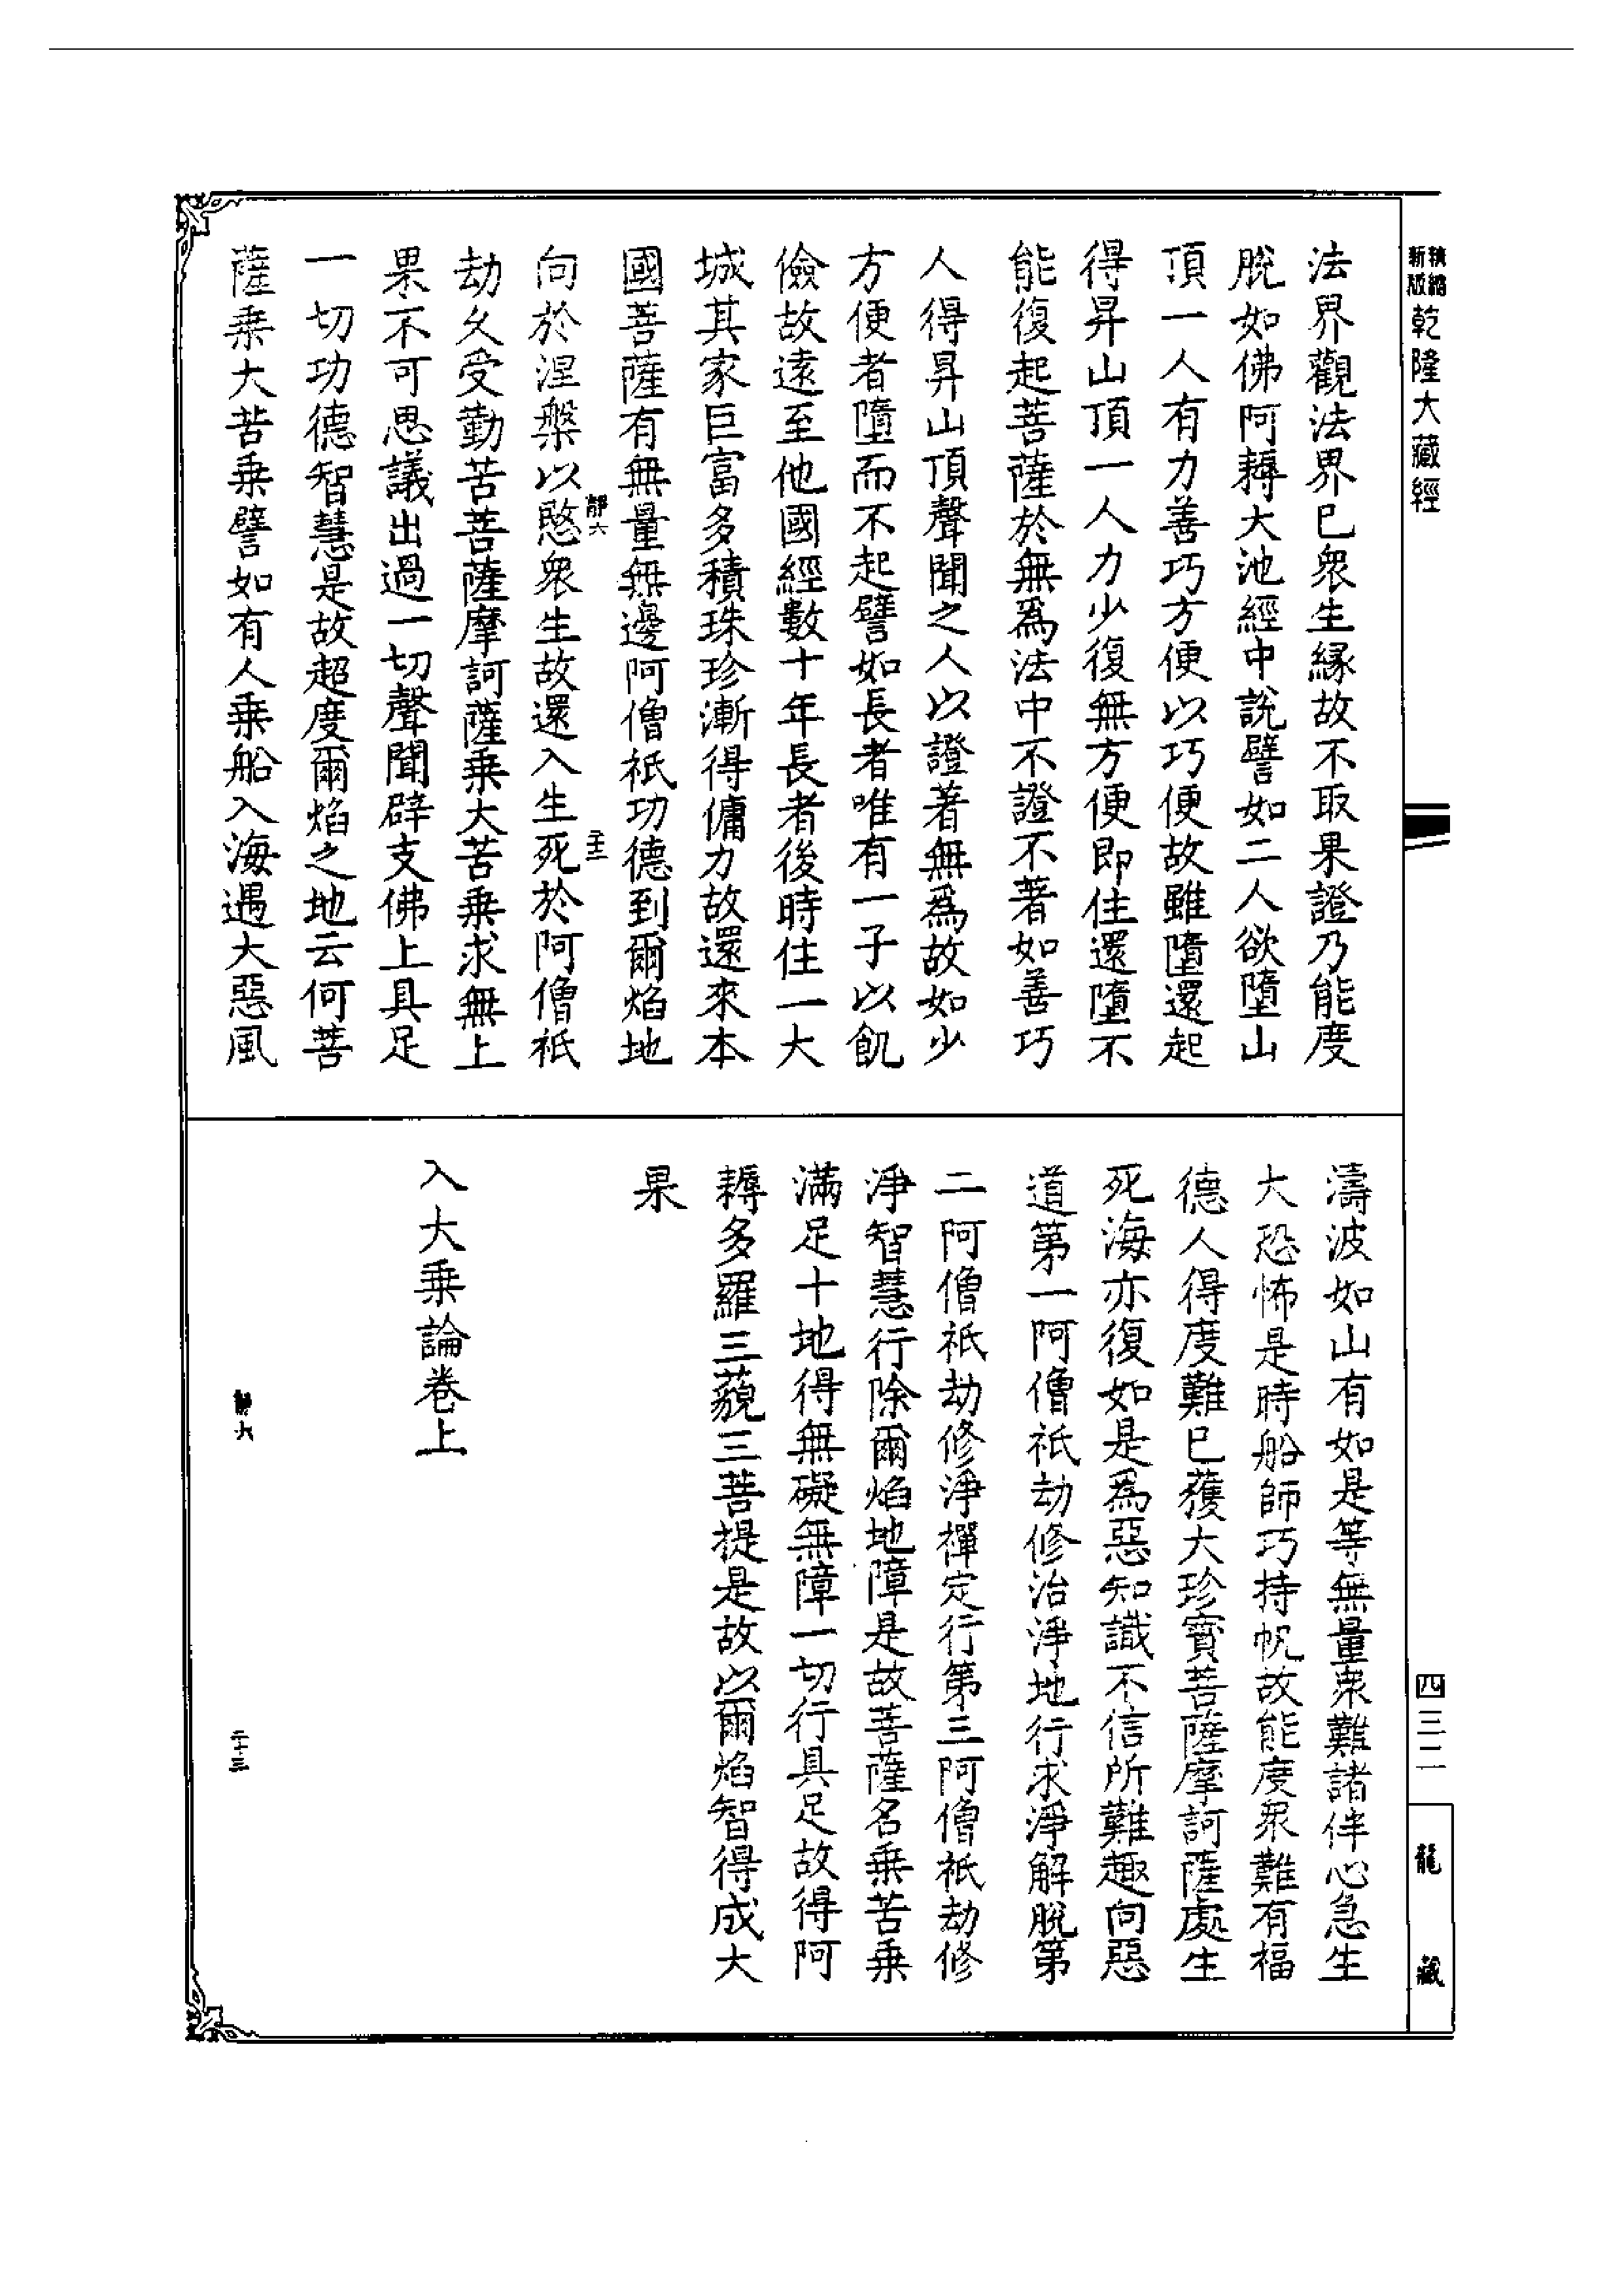 新版精縮乾隆大藏經
四三二
龍藏
法界觀法界已衆生緣故不取果證乃能度
脫如佛阿耨大池經中說譬如二人欲墮山
頂一人有力善巧方便以巧便故雖墮還起
得昇山頂一人力少復無方便即住還墮不
能復起菩薩於無爲法中不證不著如善巧
人得昇山頂聲聞之人以證著無爲故如少
方便者墮而不起譬如長者唯有一子以飢
儉故遠至他國經數十年長者後時住一大
城其家巨富多積珠珍漸得傭力故還來本
國菩薩有無量無邊阿僧祇功德到爾焰地
靜六
二十三
向於涅槃以愍衆生故還入生死於阿僧祇
劫久受勤苦菩薩摩訶薩乗大苦乗求無上
果不可思議出過一切聲聞辟支佛上具足
一切功德智慧是故超度爾焰之地云何菩
薩乗大苦乗譬如有人乗船入海遇大惡風
濤波如山有如是等無量衆難諸伴心急生
大恐怖是時船師巧持帆故能度衆難有福
德人得度難已獲大珍寳菩薩摩訶薩處生
死海亦復如是爲惡知識不信所難趣向惡
道第一阿僧祇劫修治淨地行求淨解脫第
二阿僧祇劫修淨禪定行第三阿僧祇劫修
淨智慧行除爾焰地障是故菩薩名乗苦乗
滿足十地得無礙無障一切行具足故得阿
耨多羅三藐三菩提是故以爾焰智得成大
果
入大乗論卷上
靜六
二十三